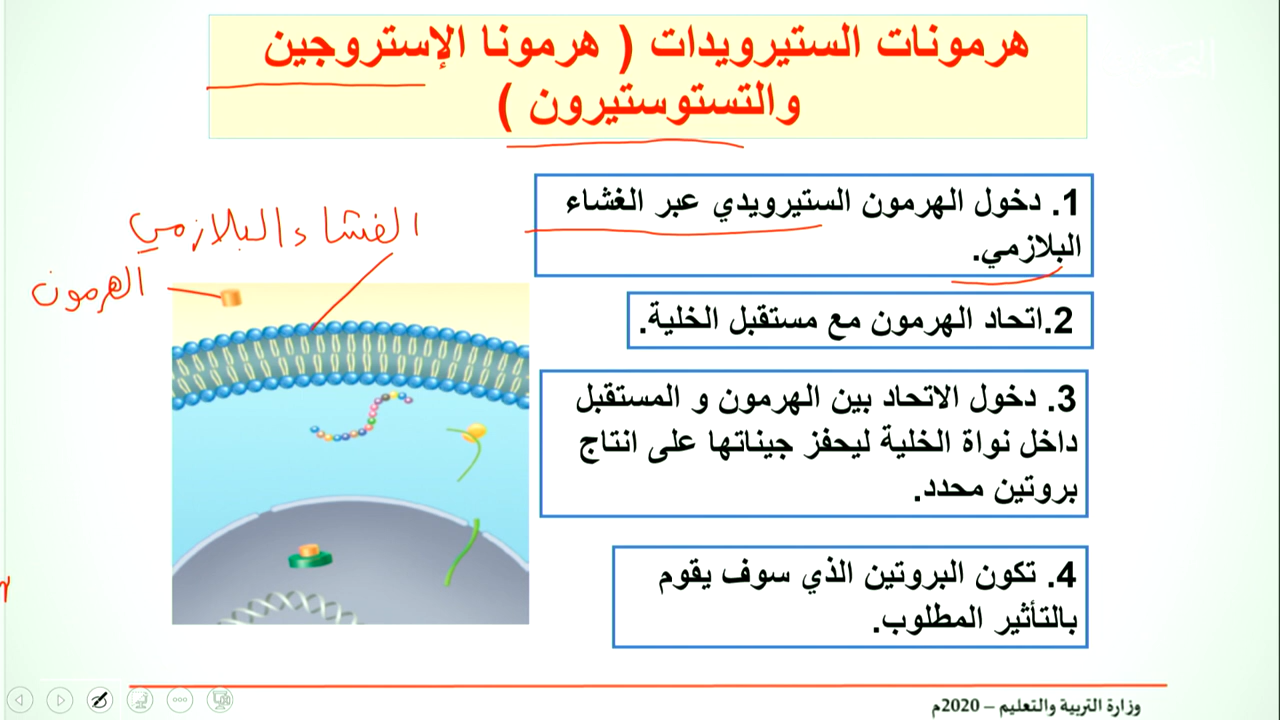 هرمونات الستيرويدات ( هرمونا الإستروجين
والتستوستيرون )
1. دخول الهرمون الستيرويدي عبر الغشاء
البلازمي.
الغشاء البلازمي
الهرمون
2.اتحاد الهرمون مع مستقبل الخلية.
3. دخول الاتحاد بين الهرمون و المستقبل
داخل نواة الخلية ليحفز جيناتها على انتاج
بروتين محدد.
4. تكون البروتين الذي سوف يقوم
بالتأثير المطلوب.
وزارة التربية والتعليم – 2020م